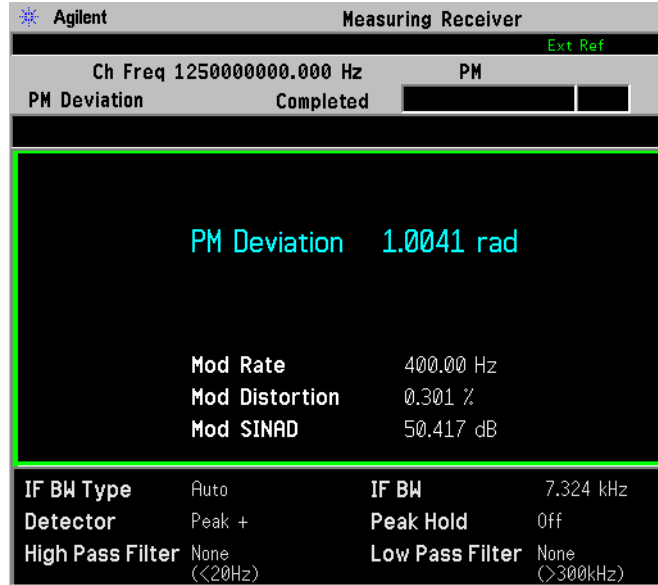 Agilent Measuring Receiver
Ext Ref
Ch Freq 1250000000.000 Hz PM
PM Deviation Completed
PM Deviation 1.0041 rad
Mod Rate 400.00 Hz
Mod Distortion 0.301 %
Mod SINAD 50.417 dB
IF BW Type Auto IF BW 7.324 kHz
Detector Peak + Peak Hold Off
High Pass Filter None Low Pass Filter None
(<20Hz) (>300kHz)